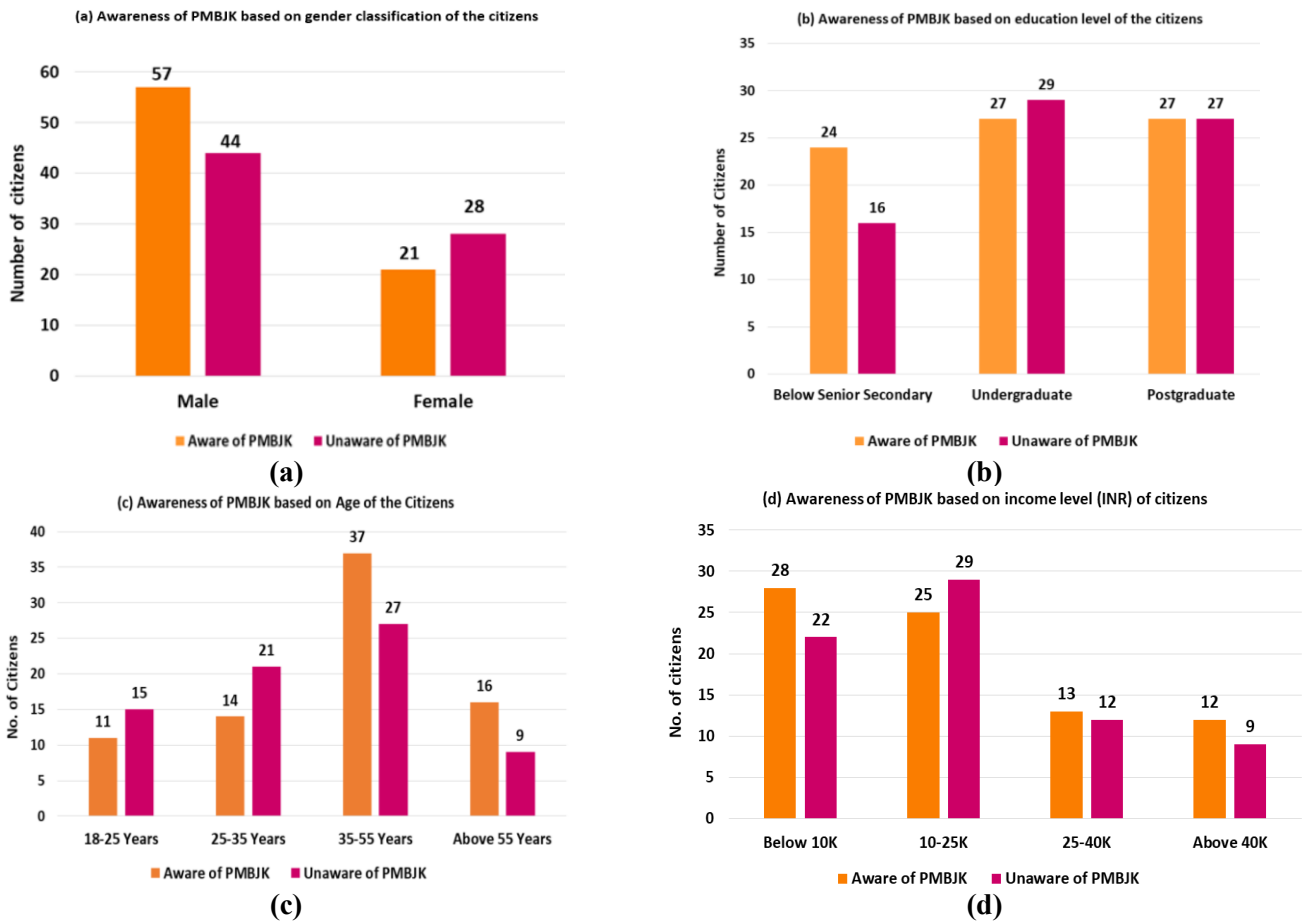 (a) Awareness of PMBJK based on gender classification of the citizens
Number of citizens
60
50
40
30
20
10
0
57
44
21
28
Male Female
Aware of PMBJK Unaware of PMBJK
(a)
(b) Awareness of PMBJK based on education level of the citizens
Number of Citizens
35
30
25
20
15
10
5
0
24
16
27
29
27
27
Below Senior Secondary Undergraduate Postgraduate
Aware of PMBJK Unaware of PMBJK
(b)
(c) Awareness of PMBJK based on Age of the Citizens
No. of Citizens
40
35
30
25
20
15
10
5
0
11
15
14
21
37
27
16
9
18-25 Years 25-35 Years 35-55 Years Above 55 Years
Aware of PMBJK Unaware of PMBJK
(c)
(d) Awareness of PMBJK based on income level (INR) of citizens
No. of citizens
35
30
25
20
15
10
5
0
28
22
25
29
13
12
12
9
Below 10K 10-25K 25-40K Above 40K
Aware of PMBJK Unaware of PMBJK
(d)